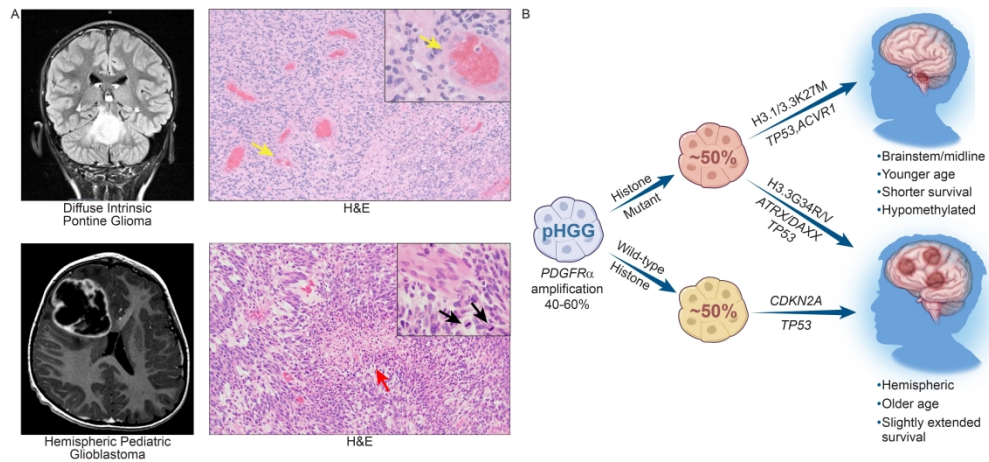 A
Diffuse Intrinsic
Pontine Glioma
H&E
Hemispheric Pediatric
Glioblastoma
H&E
B
pHGG
PDGFRα
amplification
40-60%
Histone
Mutant
~50%
H3.1/3.3K27M
TP53,ACVR1
•Brainstem/midline
•Younger age
•Shorter survival
•Hypomethylated
H3.3G34R/V
ATRX/DAXX
TP53
Wild-type
Histone
~50%
CDKN2A
TP53
•Hemispheric
•Older age
•Slightly extended
survival